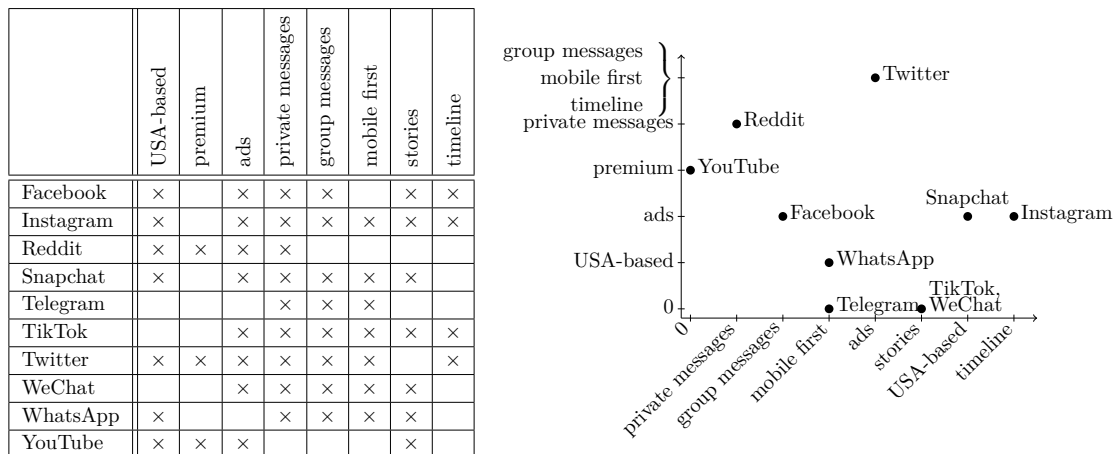 USA-based premium ads private messages group messages mobile first stories timeline
Facebook × × × × × ×
Instagram × × × × × × ×
Reddit × × × ×
Snapchat × × × × × ×
Telegram × × ×
TikTok × × × × × ×
Twitter × × × × × × ×
WeChat × × × × ×
WhatsApp × × × × ×
YouTube × × × ×
group messages
mobile first
timeline
private messages
premium
ads
USA-based
0
Twitter
Reddit
YouTube
Snapchat
Facebook
Instagram
WhatsApp
TikTok,
Telegram
WeChat
0
private messages
group messages
mobile first
ads
stories
USA-based
timeline